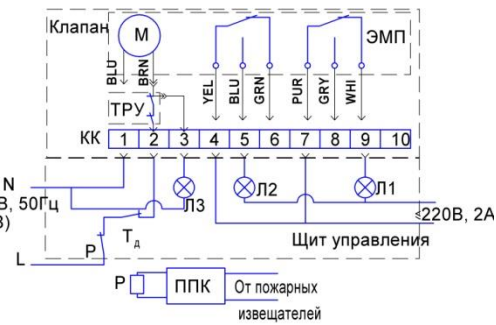 Клапан
М
ЭМП
BLU
BRN
YEL
BLU
GRN
PUR
GRY
WHI
ТРУ
КК
1 2 3 4 5 6 7 8 9 10
N
В, 50Гц
В)
Л3
Л2
Л1
Тд
≤220В, 2А
Щит управления
Р
L
Р
ППК
От пожарных
извещателей